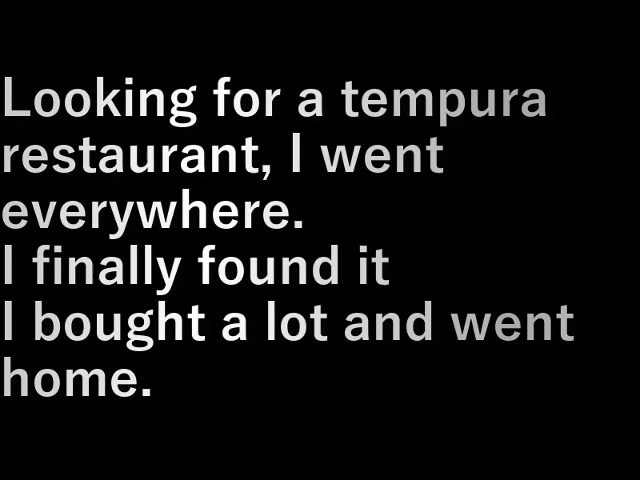 Looking for a tempura
restaurant, I went
everywhere.
I finally found it
I bought a lot and went
home.